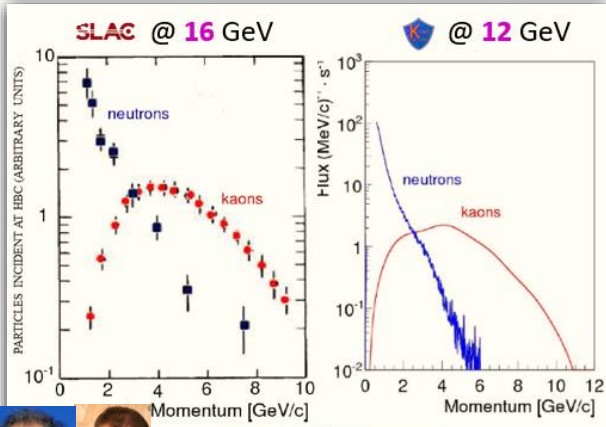 SLAC @ 16 GeV
@ 12 GeV
PARTICLES INCIDENT AT HBC (ARBITRARY UNITS)
10
1
10⁻¹
neutrons
kaons
0 2 4 6 8 10
Momentum [GeV/c]
Flux (MeV/c)⁻¹ · s⁻¹
10³
10²
10
1
10⁻¹
10⁻²
neutrons
kaons
0 2 4 6 8 10 12
Momentum [GeV/c]